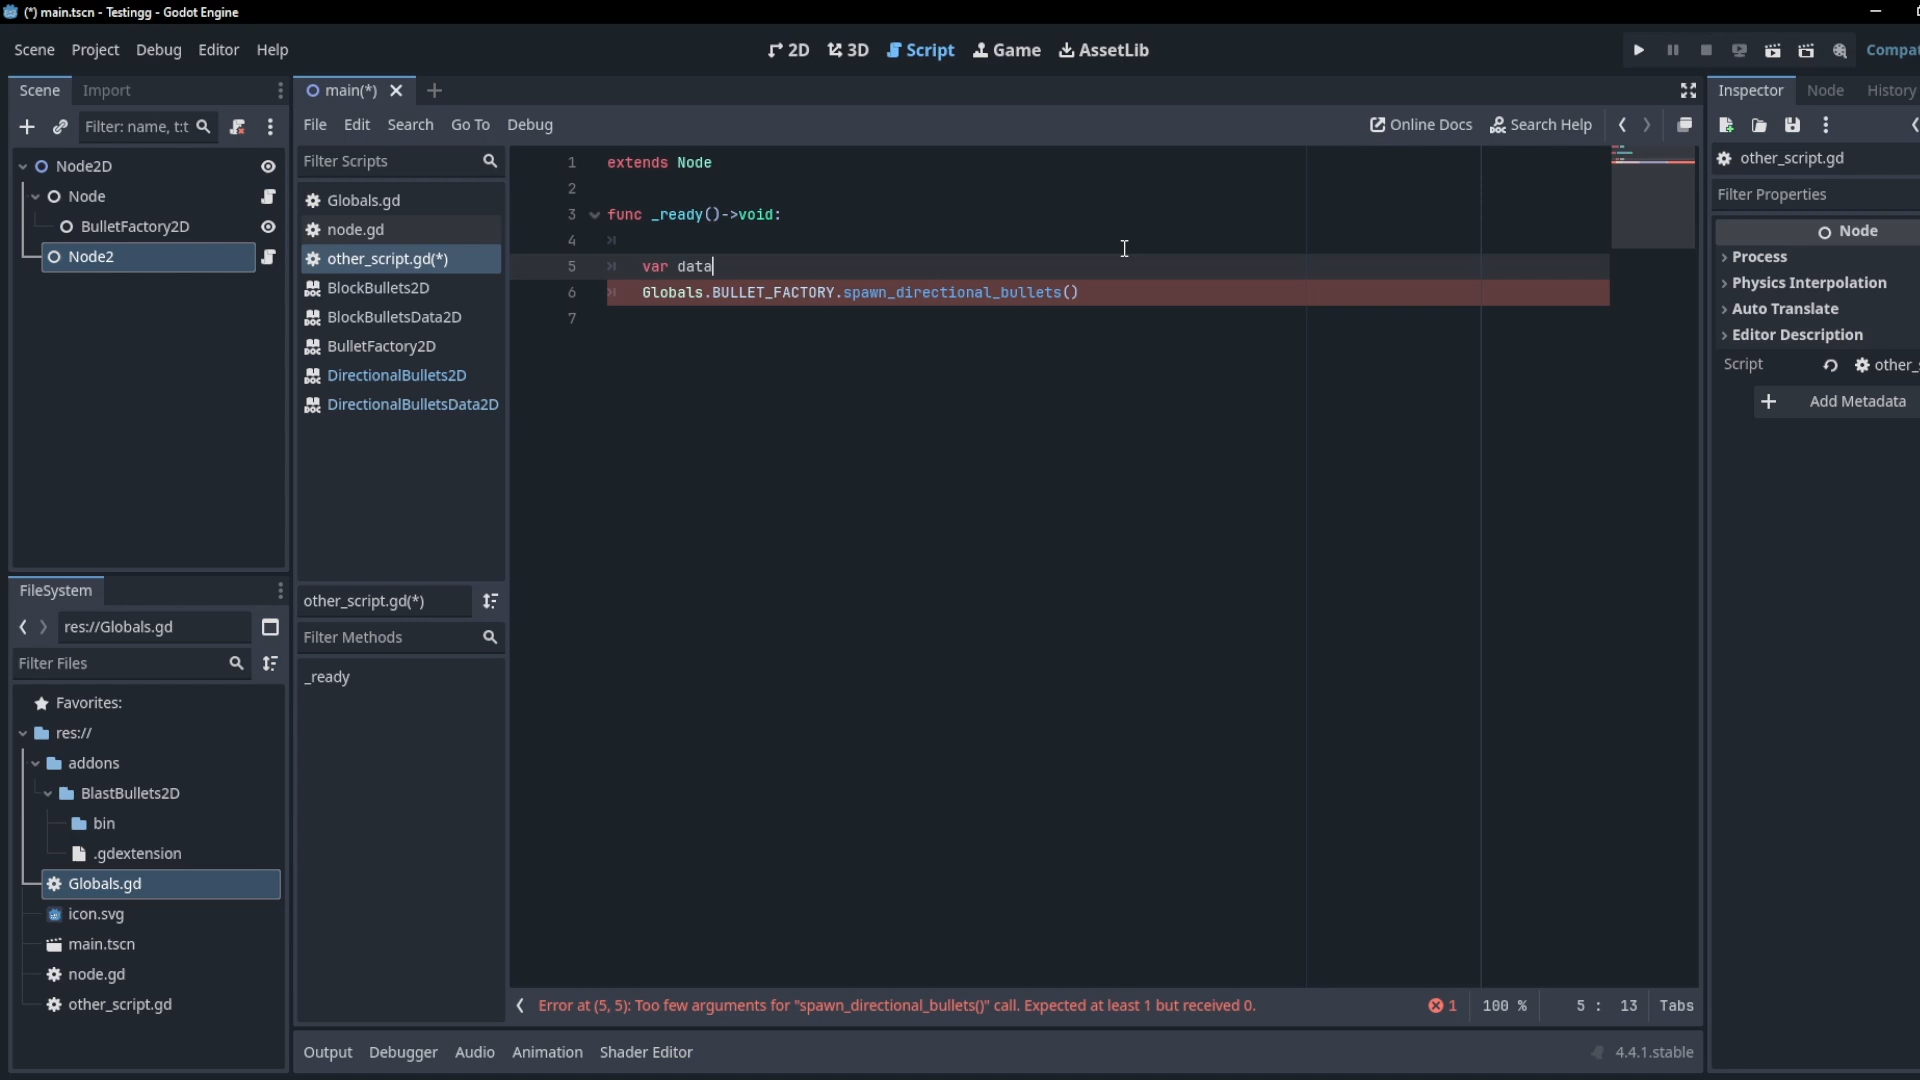 (*) main.tscn - Testingg - Godot Engine
Scene Project Debug Editor Help
2D 3D Script Game AssetLib
Compat
Scene Import
Filter: name, t:t
Node2D
Node
BulletFactory2D
Node2
main(*)
File Edit Search Go To Debug
Online Docs Search Help
Filter Scripts
Globals.gd
node.gd
other_script.gd(*)
BlockBullets2D
BlockBulletsData2D
BulletFactory2D
DirectionalBullets2D
DirectionalBulletsData2D
other_script.gd(*)
Filter Methods
_ready
1 extends Node
2
3 func _ready()->void:
4
5 var data
6 Globals.BULLET_FACTORY.spawn_directional_bullets()
7
Error at (5, 5): Too few arguments for "spawn_directional_bullets()" call. Expected at least 1 but received 0.
1 100 % 5 : 13 Tabs
Output Debugger Audio Animation Shader Editor
4.4.1.stable
FileSystem
res://Globals.gd
Filter Files
Favorites:
res://
addons
BlastBullets2D
bin
.gdextension
Globals.gd
icon.svg
main.tscn
node.gd
other_script.gd
Inspector Node History
other_script.gd
Filter Properties
Node
Process
Physics Interpolation
Auto Translate
Editor Description
Script other_
Add Metadata